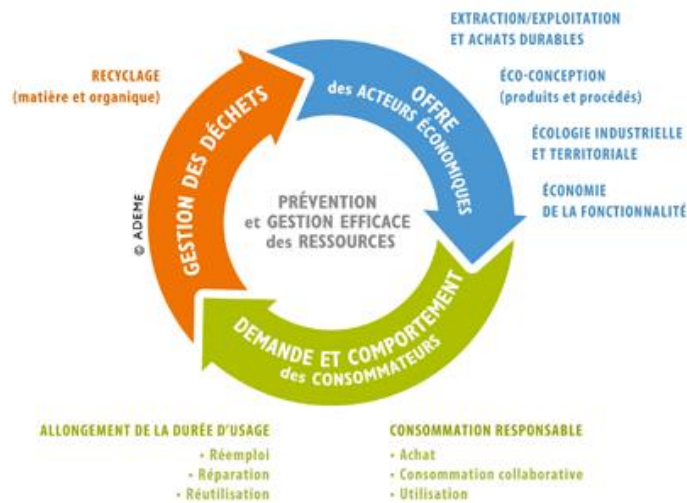 EXTRACTION/EXPLOITATION
ET ACHATS DURABLES
RECYCLAGE
(matière et organique)
ÉCO-CONCEPTION
(produits et procédés)
ÉCOLOGIE INDUSTRIELLE
ET TERRITORIALE
ÉCONOMIE
DE LA FONCTIONNALITÉ
OFFRE
des ACTEURS ÉCONOMIQUES
GESTION DES DÉCHETS
PRÉVENTION
et GESTION EFFICACE
des RESSOURCES
© ADEME
DEMANDE ET COMPORTEMENT
des CONSOMMATEURS
ALLONGEMENT DE LA DURÉE D'USAGE
• Réemploi
• Réparation
• Réutilisation
CONSOMMATION RESPONSABLE
• Achat
• Consommation collaborative
• Utilisation